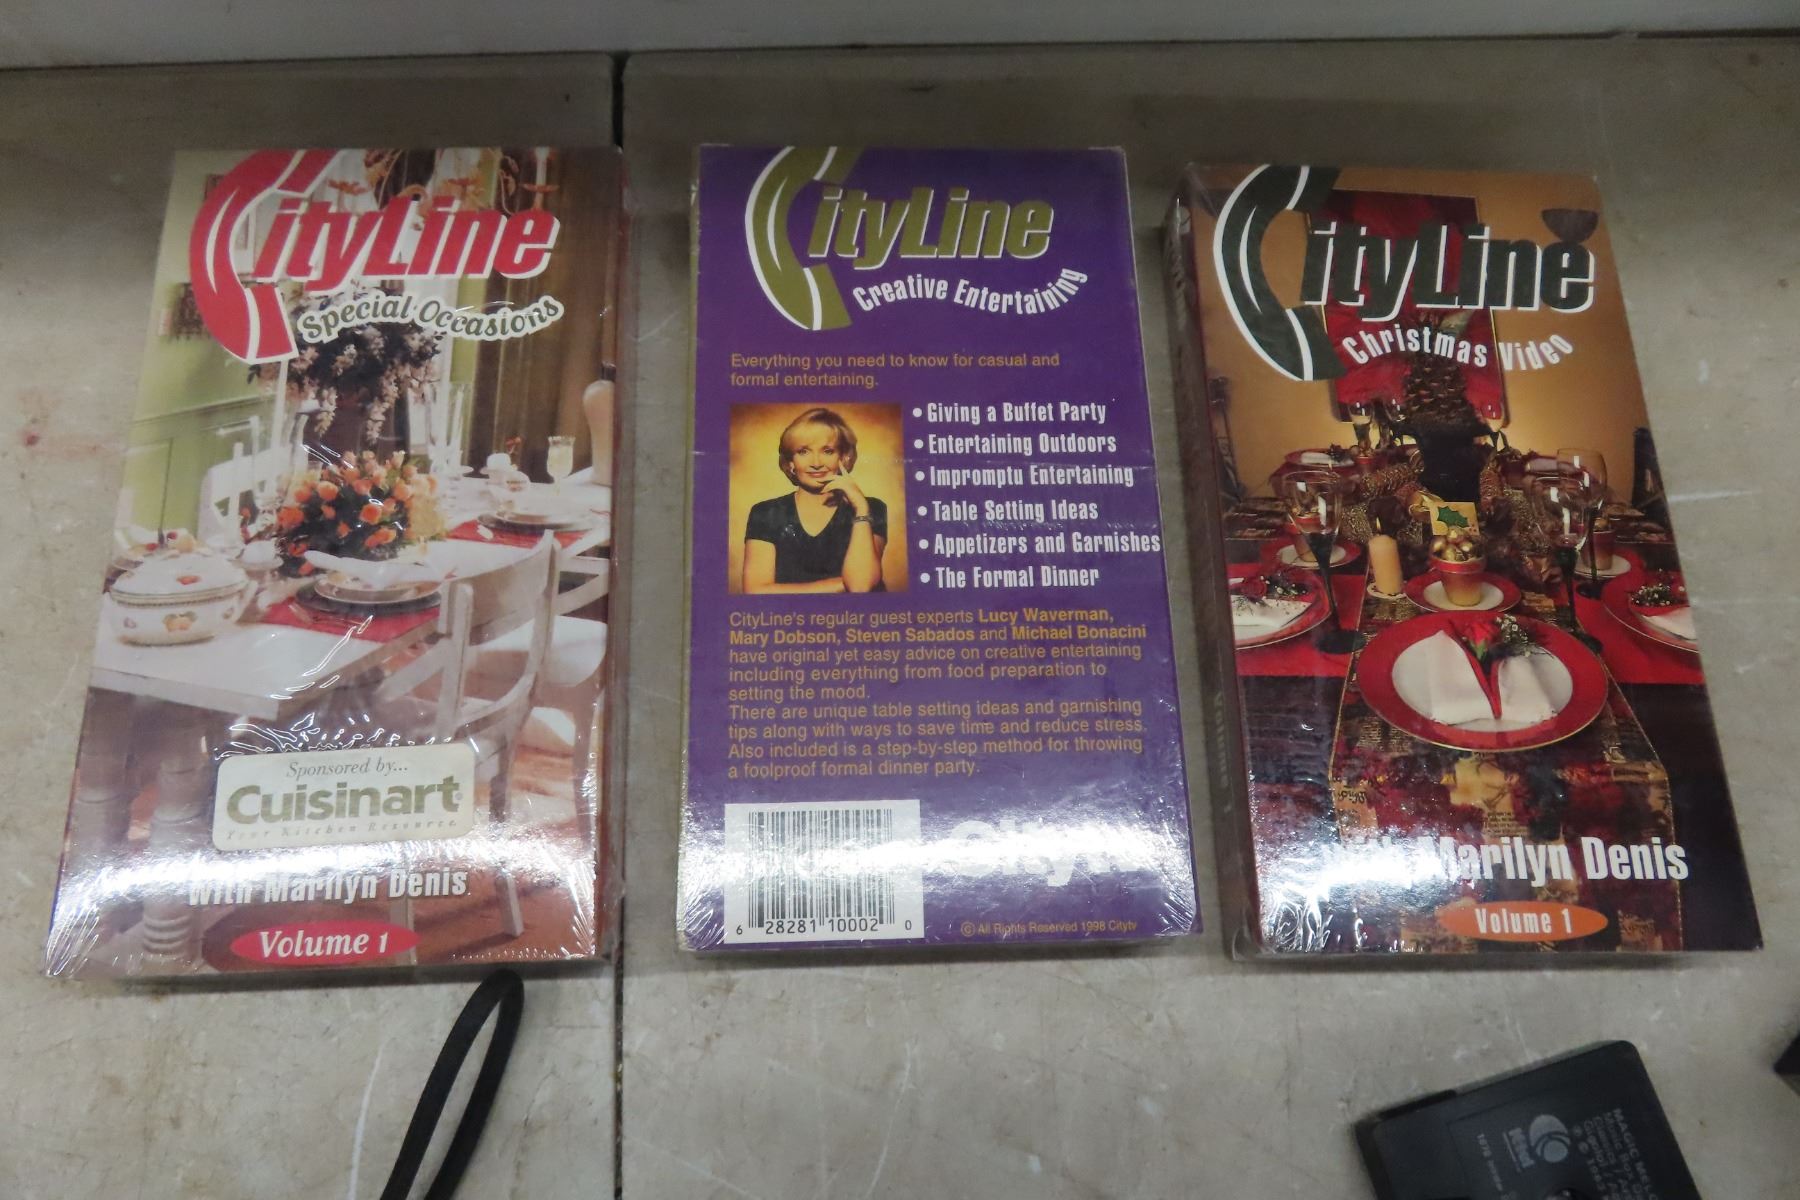 CityLine
Special Occasions
Sponsored by...
Cuisinart
Your Kitchen Resource.
with Marilyn Denis
Volume 1
CityLine
Creative Entertaining
Everything you need to know for casual and
formal entertaining.
• Giving a Buffet Party
• Entertaining Outdoors
• Impromptu Entertaining
• Table Setting Ideas
• Appetizers and Garnishes
• The Formal Dinner
CityLine's regular guest experts Lucy Waverman,
Mary Dobson, Steven Sabados and Michael Bonacini
have original yet easy advice on creative entertaining
including everything from food preparation to
setting the mood.
There are unique table setting ideas and garnishing
tips along with ways to save time and reduce stress.
Also included is a step-by-step method for throwing
a foolproof formal dinner party.
6 28281 10002 0
© All Rights Reserved 1998 Citytv
CityLine
Christmas Video
with Marilyn Denis
Volume 1
Volume 1
K-tel